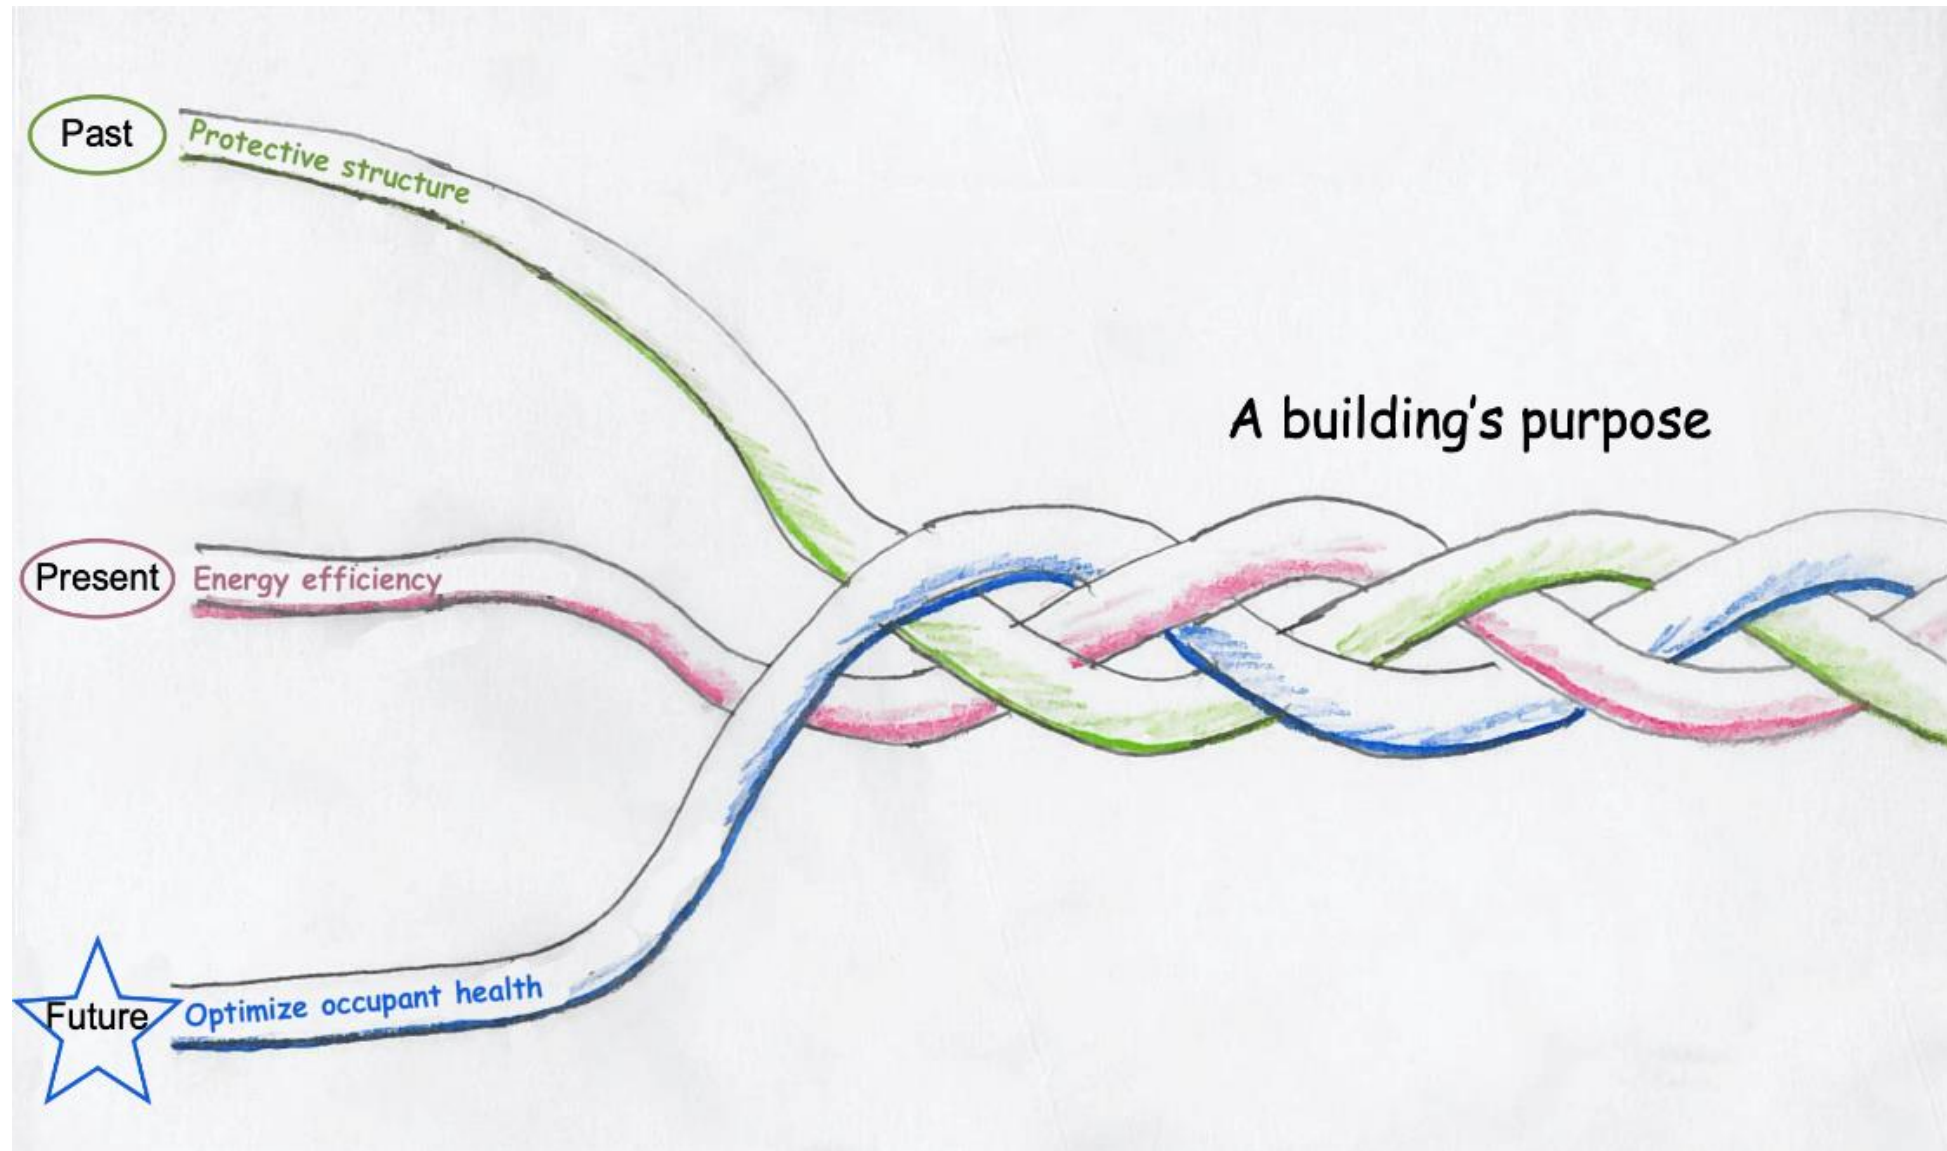 Past
Protective structure
A building's purpose
Present
Energy efficiency
Future
Optimize occupant health